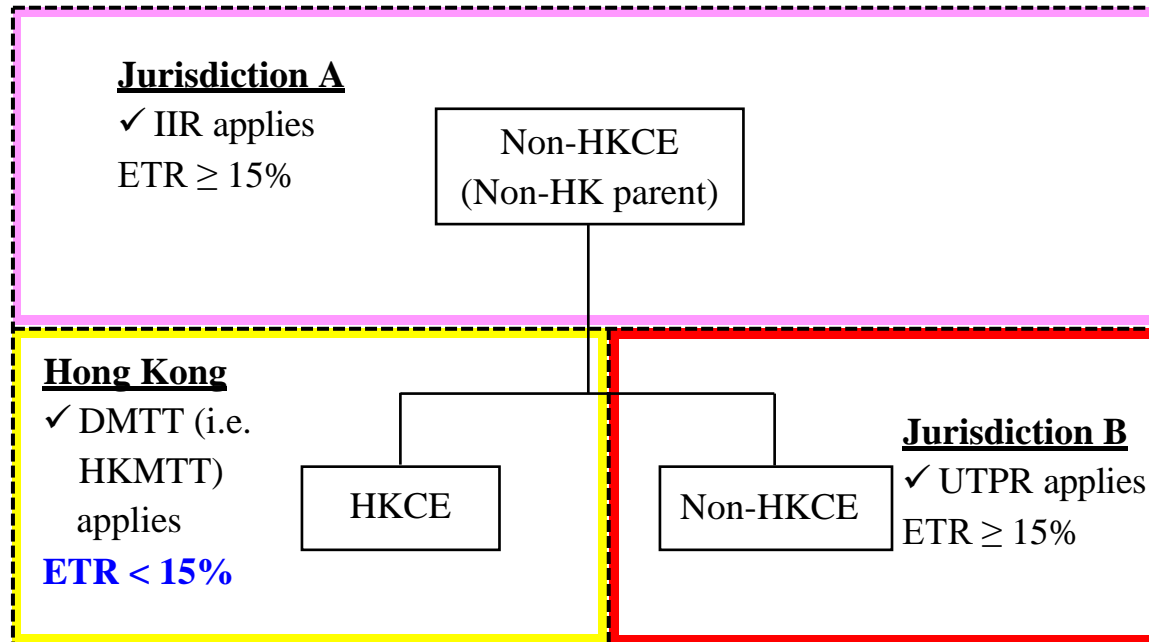 Jurisdiction A
✓ IIR applies
ETR ≥ 15%
Non-HKCE
(Non-HK parent)
Hong Kong
✓ DMTT (i.e.
HKMTT)
applies
ETR < 15%
HKCE
Non-HKCE
Jurisdiction B
✓ UTPR applies
ETR ≥ 15%